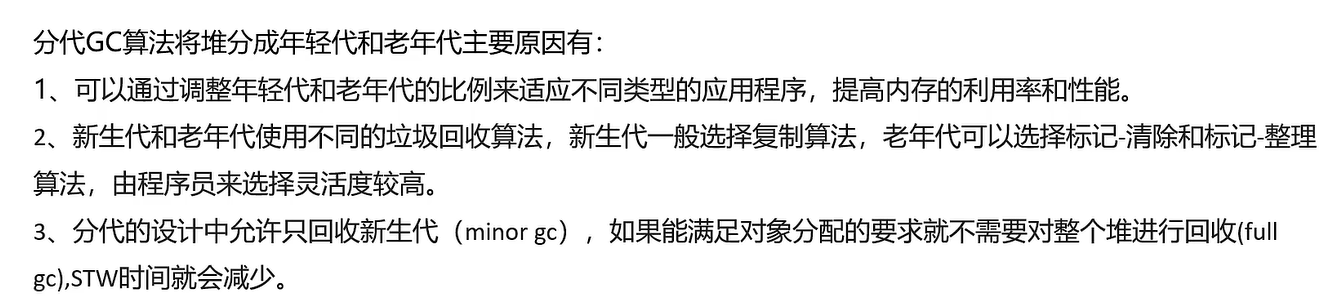 分代GC算法将堆分成年轻代和老年代主要原因有：
1、可以通过调整年轻代和老年代的比例来适应不同类型的应用程序，提高内存的利用率和性能。
2、新生代和老年代使用不同的垃圾回收算法，新生代一般选择复制算法，老年代可以选择标记-清除和标记-整理
算法，由程序员来选择灵活度较高。
3、分代的设计中允许只回收新生代（minor gc），如果能满足对象分配的要求就不需要对整个堆进行回收(full
gc),STW时间就会减少。